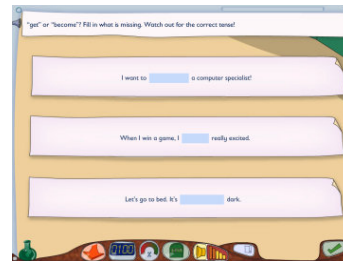 "get" or "become"? Fill in what is missing. Watch out for the correct tense!
I want to a computer specialist!
When I win a game, I really excited.
Let's go to bed. It's dark.